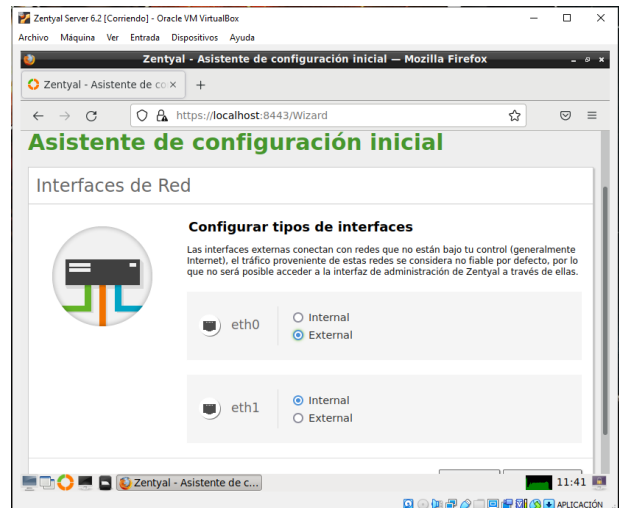 Zentyal Server 6.2 [Corriendo] - Oracle VM VirtualBox
Archivo Máquina Ver Entrada Dispositivos Ayuda
Zentyal - Asistente de configuración inicial — Mozilla Firefox
Zentyal - Asistente de co
https://localhost:8443/Wizard
Asistente de configuración inicial
Interfaces de Red
Configurar tipos de interfaces
Las interfaces externas conectan con redes que no están bajo tu control (generalmente
Internet), el tráfico proveniente de estas redes se considera no fiable por defecto, por lo
que no será posible acceder a la interfaz de administración de Zentyal a través de ellas.
eth0
Internal
External
eth1
Internal
External
Zentyal - Asistente de c...
11:41
APLICACIÓN